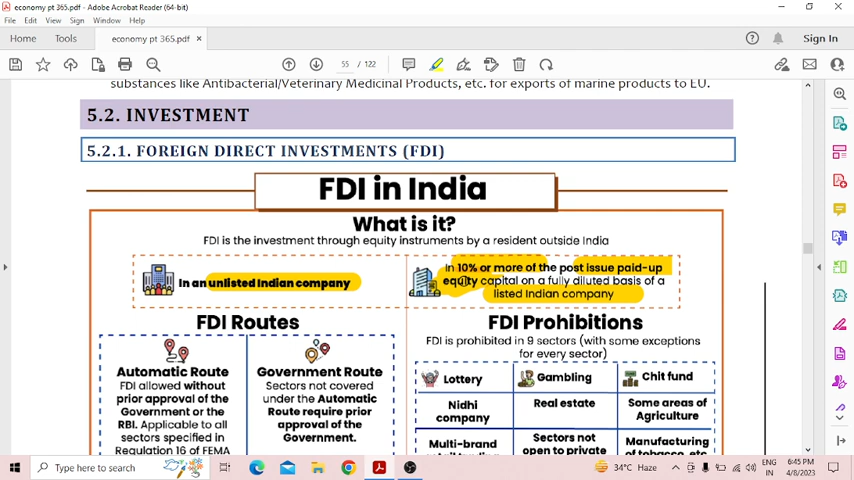 economy pt 365.pdf - Adobe Acrobat Reader (64-bit)
File Edit View Sign Window Help
Home Tools economy pt 365.pdf × Sign In
55 / 122
substances like Antibacterial/Veterinary Medicinal Products, etc. for exports of marine products to EU.
5.2. INVESTMENT
5.2.1. FOREIGN DIRECT INVESTMENTS (FDI)
FDI in India
What is it?
FDI is the investment through equity instruments by a resident outside India
In an unlisted Indian company
In 10% or more of the post issue paid-up
equity capital on a fully diluted basis of a
listed Indian company
FDI Routes
Automatic Route
FDI allowed without
prior approval of the
Government or the
RBI. Applicable to all
sectors specified in
Regulation 16 of FEMA
Government Route
Sectors not covered
under the Automatic
Route require prior
approval of the
Government.
FDI Prohibitions
FDI is prohibited in 9 sectors (with some exceptions
for every sector)
Lottery
Gambling
Chit fund
Nidhi
company
Real estate
Some areas of
Agriculture
Multi-brand
retail trading
Sectors not
open to private
Manufacturing
of tobacco, etc
Type here to search
34°C Haze
ENG
IN
6:45 PM
4/8/2023